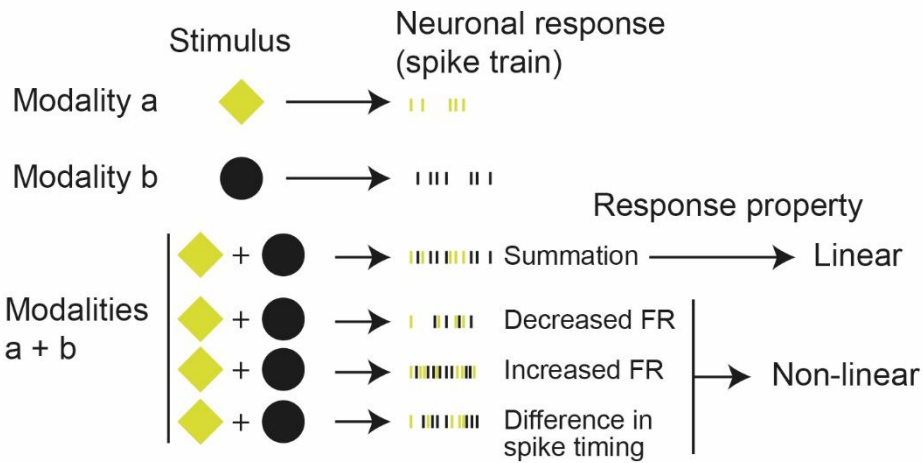 Stimulus
Neuronal response
(spike train)
Modality a
Modality b
Response property
Modalities
a + b
+
Summation
Linear
+
Decreased FR
+
Increased FR
Non-linear
+
Difference in
spike timing